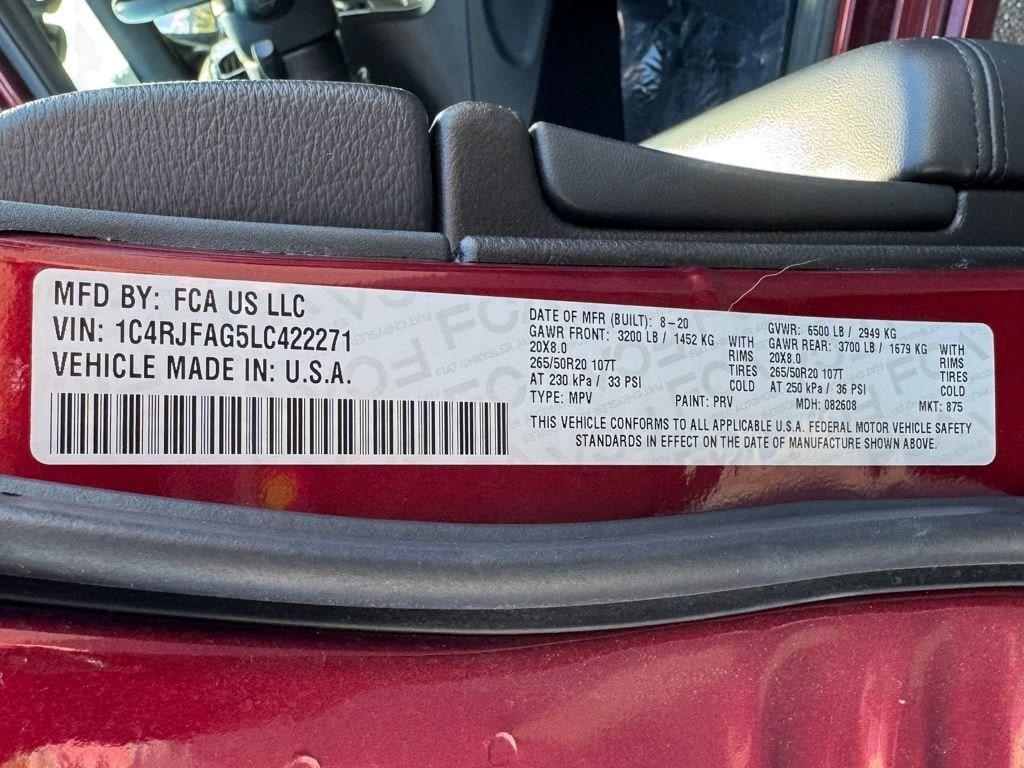 MFD BY: FCA US LLC
VIN: 1C4RJFAG5LC422271
VEHICLE MADE IN: U.S.A.
DATE OF MFR (BUILT): 8-20 GVWR: 6500 LB / 2949 KG
GAWR FRONT: 3200 LB / 1452 KG WITH GAWR REAR: 3700 LB / 1679 KG WITH
20X8.0 RIMS 20X8.0 RIMS
265/50R20 107T TIRES 265/50R20 107T TIRES
AT 230 kPa / 33 PSI COLD AT 250 kPa / 36 PSI COLD
TYPE: MPV PAINT: PRV MDH: 082608 MKT: 875
THIS VEHICLE CONFORMS TO ALL APPLICABLE U.S.A. FEDERAL MOTOR VEHICLE SAFETY
STANDARDS IN EFFECT ON THE DATE OF MANUFACTURE SHOWN ABOVE.